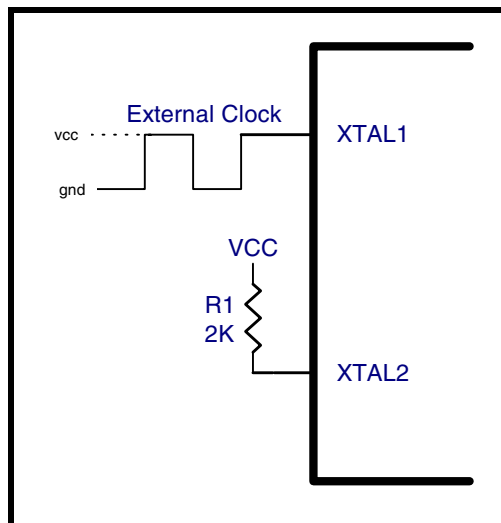 External Clock
vcc
XTAL1
gnd
VCC
R1
2K
XTAL2